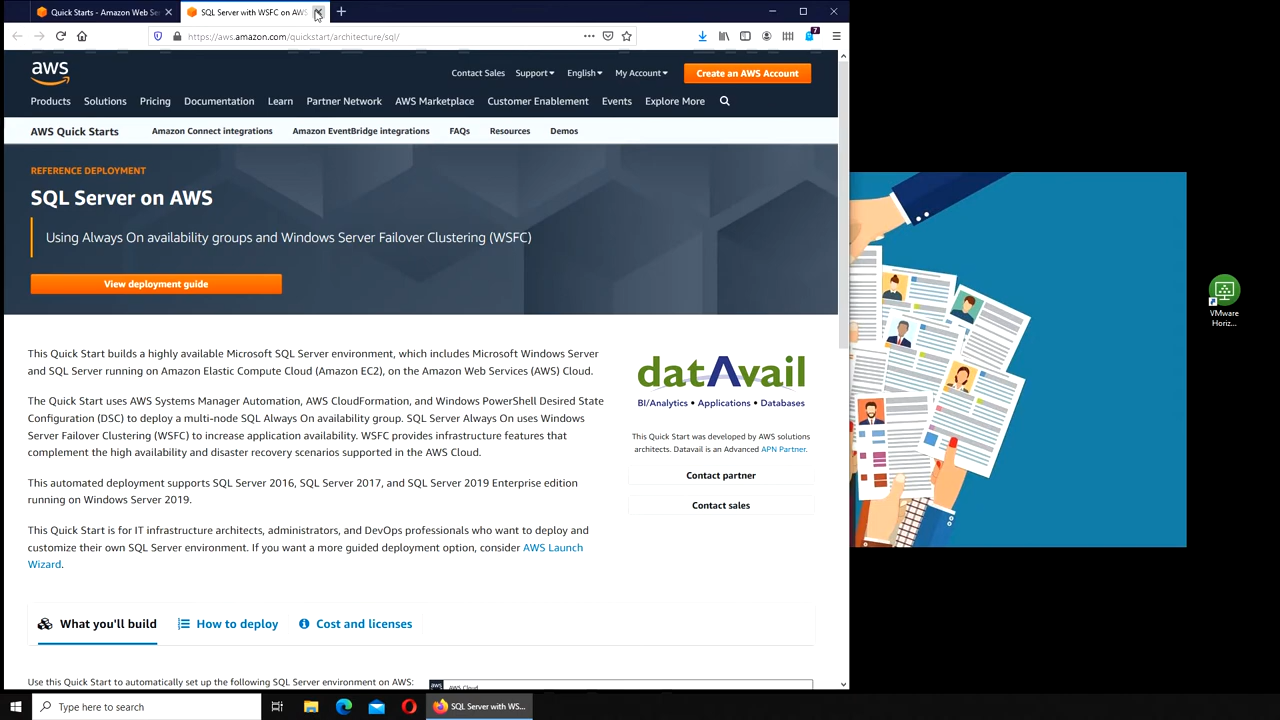 Quick Starts - Amazon Web Ser
SQL Server with WSFC on AWS
https://aws.amazon.com/quickstart/architecture/sql/
7
aws
Contact Sales Support English My Account Create an AWS Account
Products Solutions Pricing Documentation Learn Partner Network AWS Marketplace Customer Enablement Events Explore More
AWS Quick Starts Amazon Connect integrations Amazon EventBridge integrations FAQs Resources Demos
REFERENCE DEPLOYMENT
SQL Server on AWS
Using Always On availability groups and Windows Server Failover Clustering (WSFC)
View deployment guide
This Quick Start builds a highly available Microsoft SQL Server environment, which includes Microsoft Windows Server
and SQL Server running on Amazon Elastic Compute Cloud (Amazon EC2), on the Amazon Web Services (AWS) Cloud.
The Quick Start uses AWS Systems Manager Automation, AWS CloudFormation, and Windows PowerShell Desired State
Configuration (DSC) to deploy a multi-node SQL Always On availability group. SQL Server Always On uses Windows
Server Failover Clustering (WSFC) to increase application availability. WSFC provides infrastructure features that
complement the high availability and disaster recovery scenarios supported in the AWS Cloud.
This automated deployment supports SQL Server 2016, SQL Server 2017, and SQL Server 2019 Enterprise edition
running on Windows Server 2019.
This Quick Start is for IT infrastructure architects, administrators, and DevOps professionals who want to deploy and
customize their own SQL Server environment. If you want a more guided deployment option, consider AWS Launch
Wizard.
datAvail
BI/Analytics • Applications • Databases
This Quick Start was developed by AWS solutions
architects. Datavail is an Advanced APN Partner.
Contact partner
Contact sales
What you'll build How to deploy Cost and licenses
Use this Quick Start to automatically set up the following SQL Server environment on AWS:
aws AWS Cloud
VMware
Horiz...
Type here to search
SQL Server with WS...